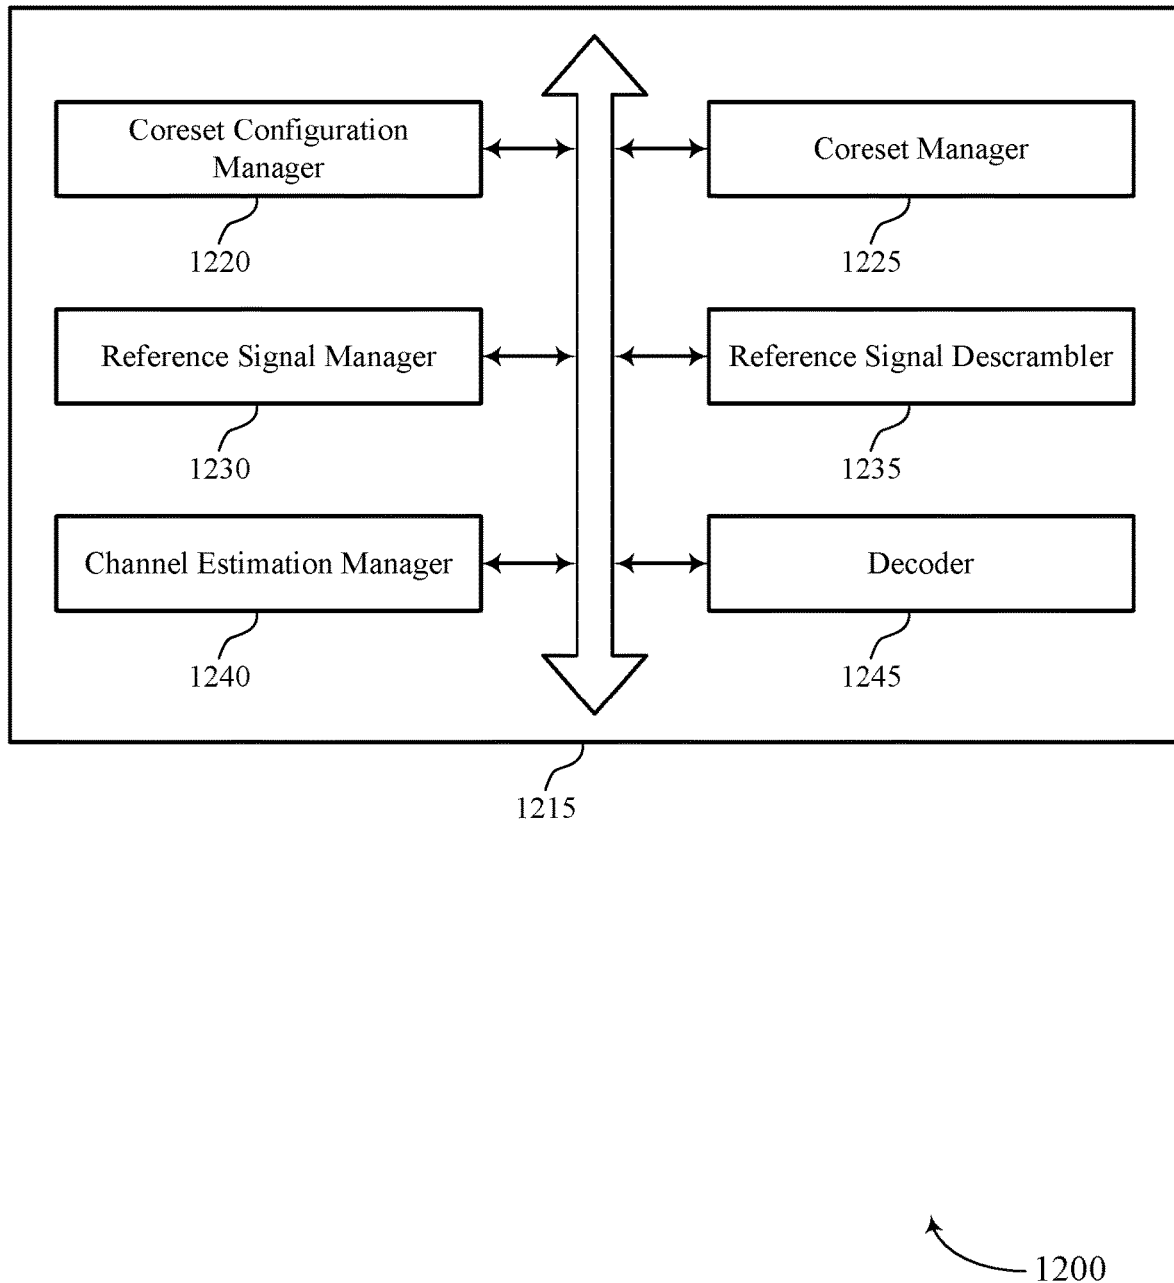 Coreset Configuration
Manager
Coreset Manager
1220
1225
Reference Signal Manager
Reference Signal Descrambler
1230
1235
Channel Estimation Manager
Decoder
1240
1245
1215
1200